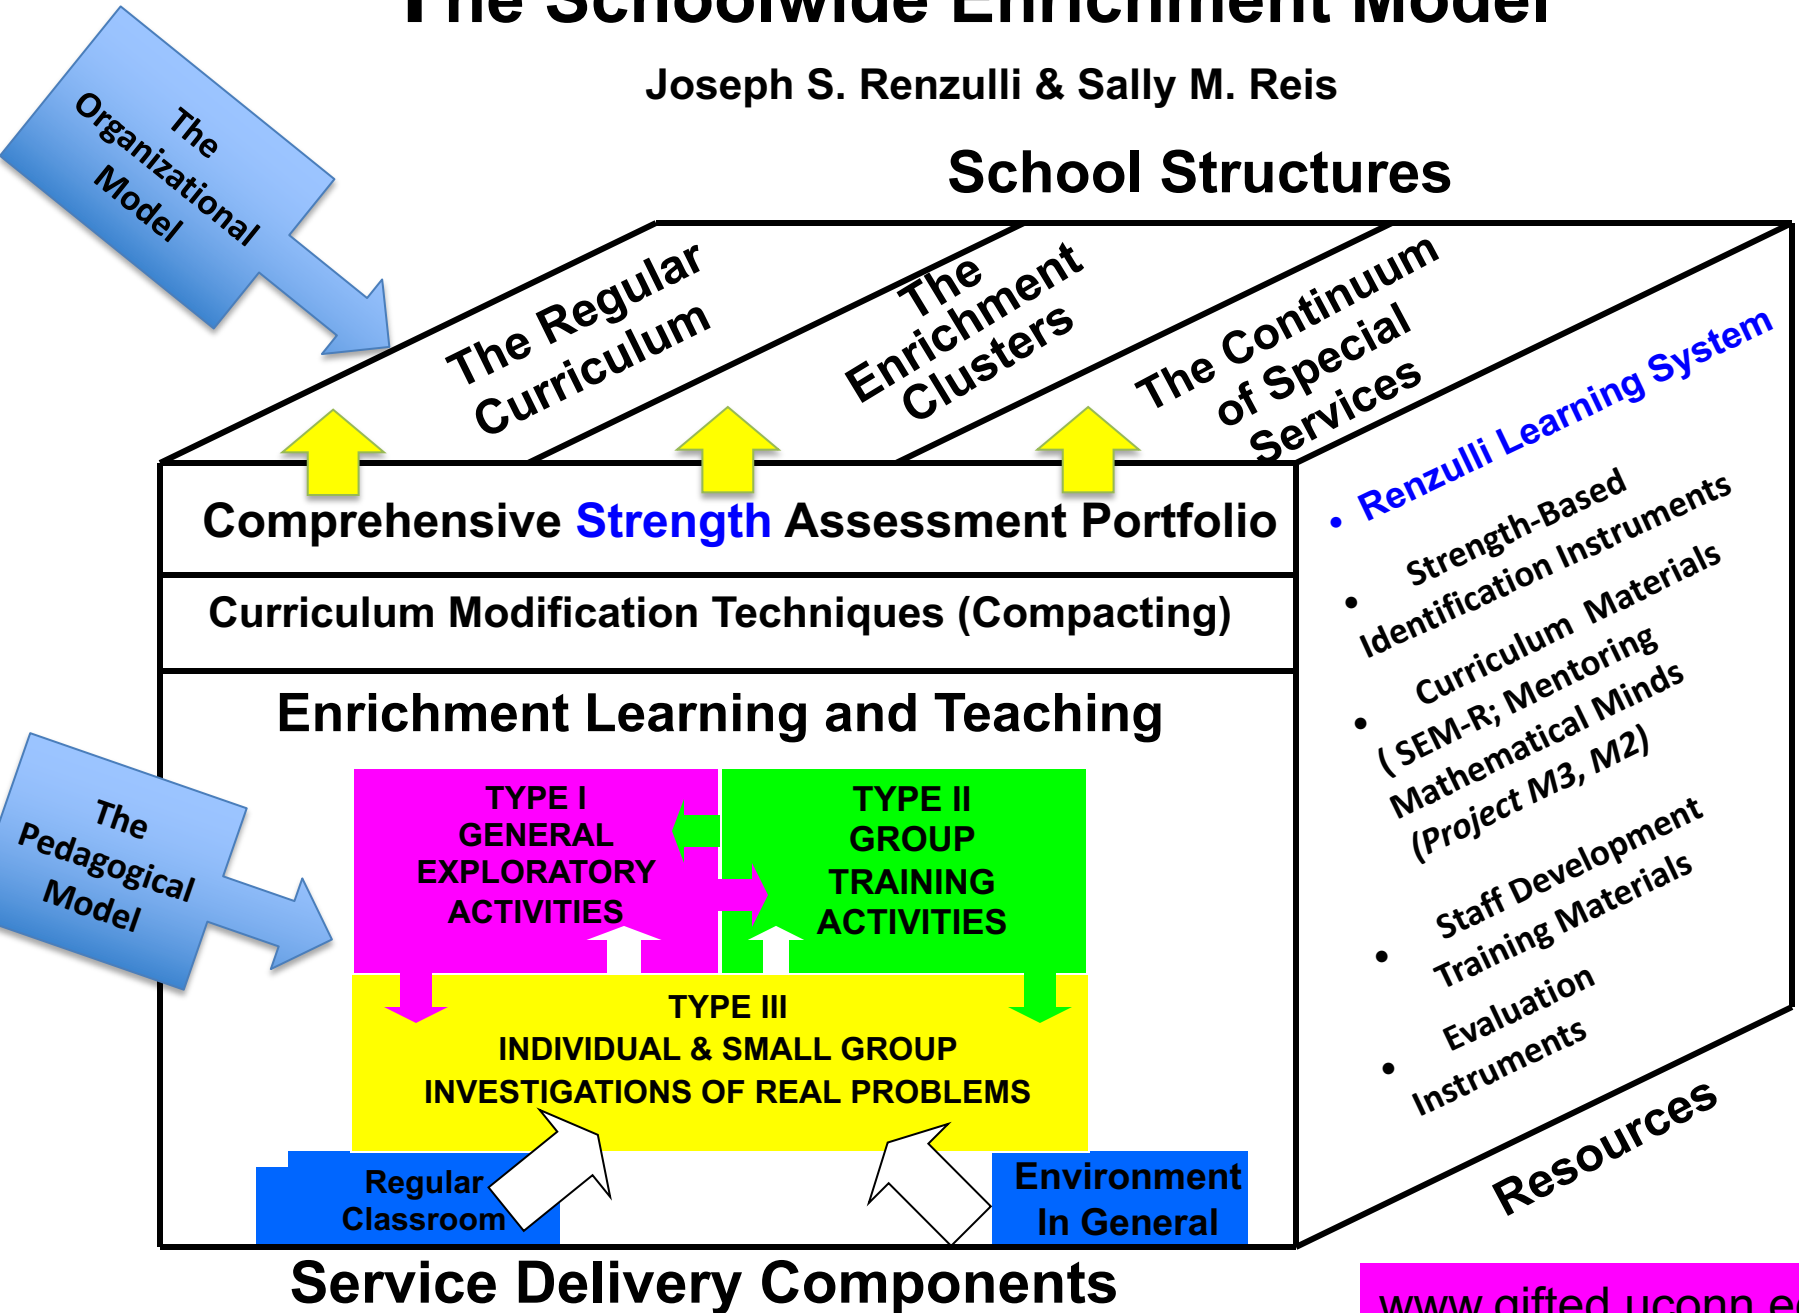 The Schoolwide Enrichment Model
Joseph S. Renzulli & Sally M. Reis
The
Organizational
Model
School Structures
The Regular
Curriculum
The
Enrichment
Clusters
The Continuum
of Special
Services
Comprehensive Strength Assessment Portfolio
Curriculum Modification Techniques (Compacting)
Enrichment Learning and Teaching
The
Pedagogical
Model
TYPE I
GENERAL
EXPLORATORY
ACTIVITIES
TYPE II
GROUP
TRAINING
ACTIVITIES
TYPE III
INDIVIDUAL & SMALL GROUP
INVESTIGATIONS OF REAL PROBLEMS
Regular
Classroom
Environment
In General
Service Delivery Components
• Renzulli Learning System
• Strength-Based
Identification Instruments
• Curriculum Materials
( SEM-R; Mentoring
Mathematical Minds
(Project M3, M2)
• Staff Development
Training Materials
• Evaluation
Instruments
Resources
www.gifted.uconn.e